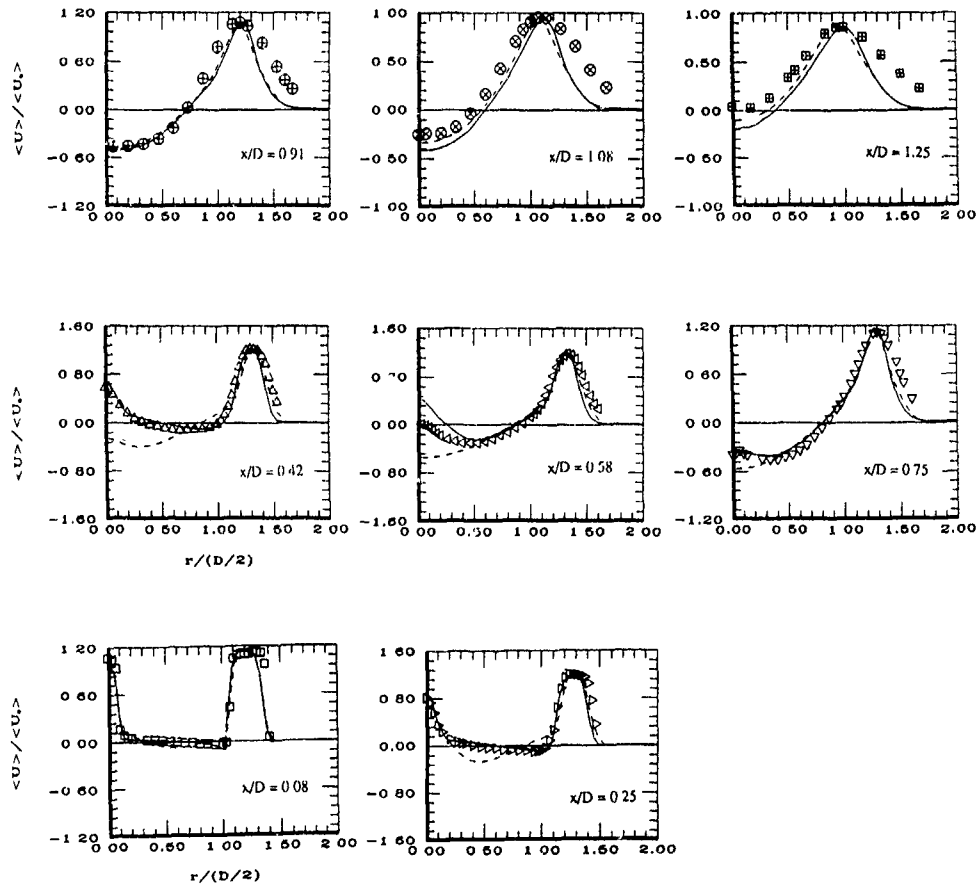 1 20
0 60
0 00
-0 60
-1 20
<U>/<U₀>
x/D = 0.91
0 00 0 50 1 00 1 50 2 00
1 00
0 50
0 00
-0 50
-1 00
x/D = 1.08
0 00 0 50 1 00 1 50 2 00
1.00
0.50
0 00
-0.50
-1.00
x/D = 1.25
0.00 0 50 1 00 1.50 2.00
1.60
0 80
0 00
-0 80
-1.60
<U>/<U₀>
x/D = 0.42
0 00 0 50 1 00 1 50 2 00
r/(D/2)
1.60
0 80
0 00
-0 80
-1.60
x/D = 0.58
0 00 1 00 1 50 2 00
1.20
0 60
0 00
-0 60
-1.20
x/D = 0.75
0 00 0 50 1 00 1 50 2 00
1 20
0 60
0 00
-0 60
-1 20
<U>/<U₀>
x/D = 0.08
0 00 0 50 1 00 1 50 2 00
r/(D/2)
1 60
0 80
0.00
-0 80
-1 60
x/D = 0 25
0 00 0 50 1 00 1 50 2 00
r/(D/2)